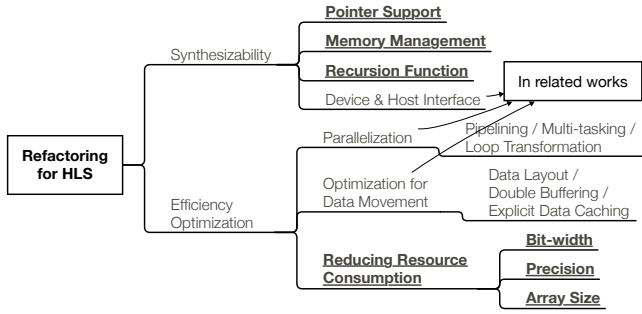 Pointer Support
Synthesizability
Memory Management
Recursion Function
In related works
Device & Host Interface
Refactoring
for HLS
Parallelization
Pipelining / Multi-tasking /
Loop Transformation
Efficiency
Optimization
Optimization for
Data Movement
Data Layout /
Double Buffering /
Explicit Data Caching
Reducing Resource
Consumption
Bit-width
Precision
Array Size